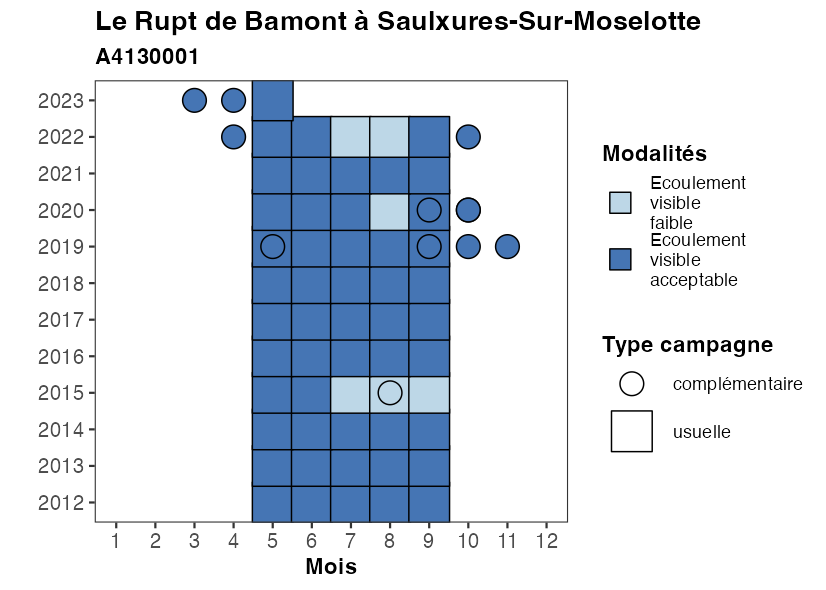 Le Rupt de Bamont à Saulxures-Sur-Moselotte
A4130001
2023
2022
2021
2020
2019
2018
2017
2016
2015
2014
2013
2012
1 2 3 4 5 6 7 8 9 10 11 12
Mois
Modalités
Ecoulement
visible
faible
Ecoulement
visible
acceptable
Type campagne
complémentaire
usuelle